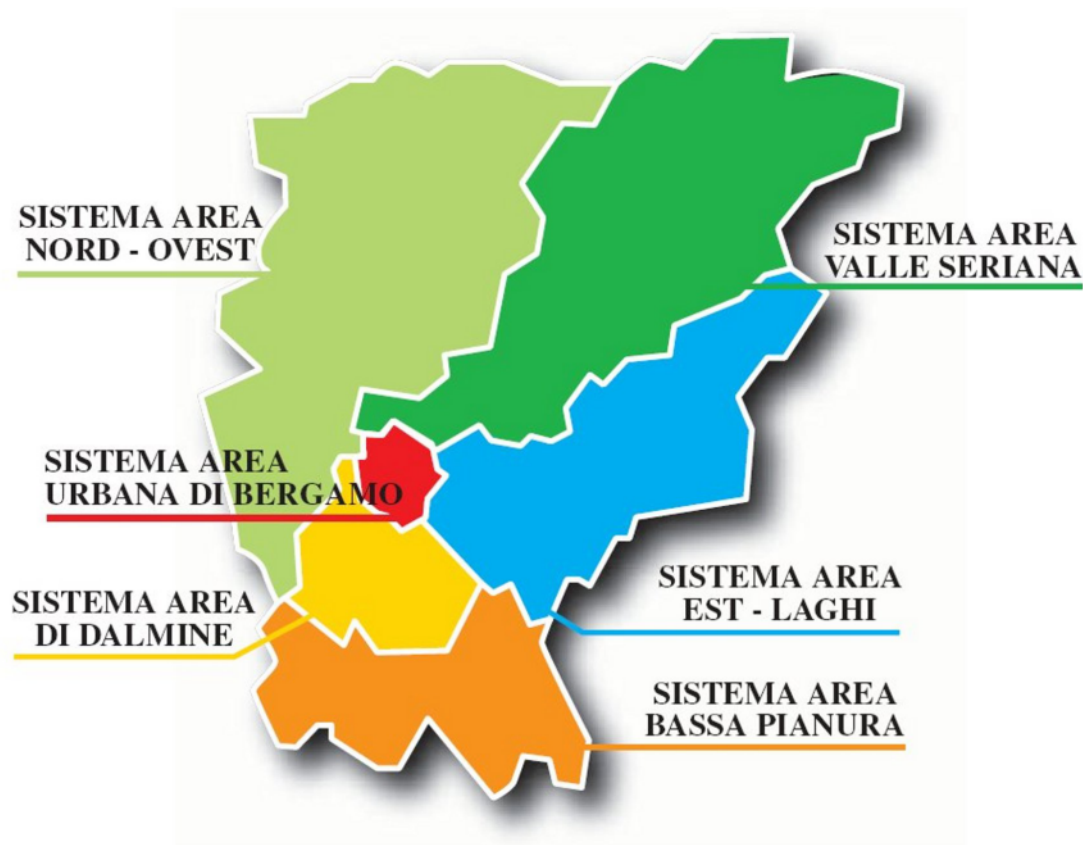 SISTEMA AREA
NORD - OVEST
SISTEMA AREA
VALLE SERIANA
SISTEMA AREA
URBANA DI BERGAMO
SISTEMA AREA
EST - LAGHI
SISTEMA AREA
DI DALMINE
SISTEMA AREA
BASSA PIANURA